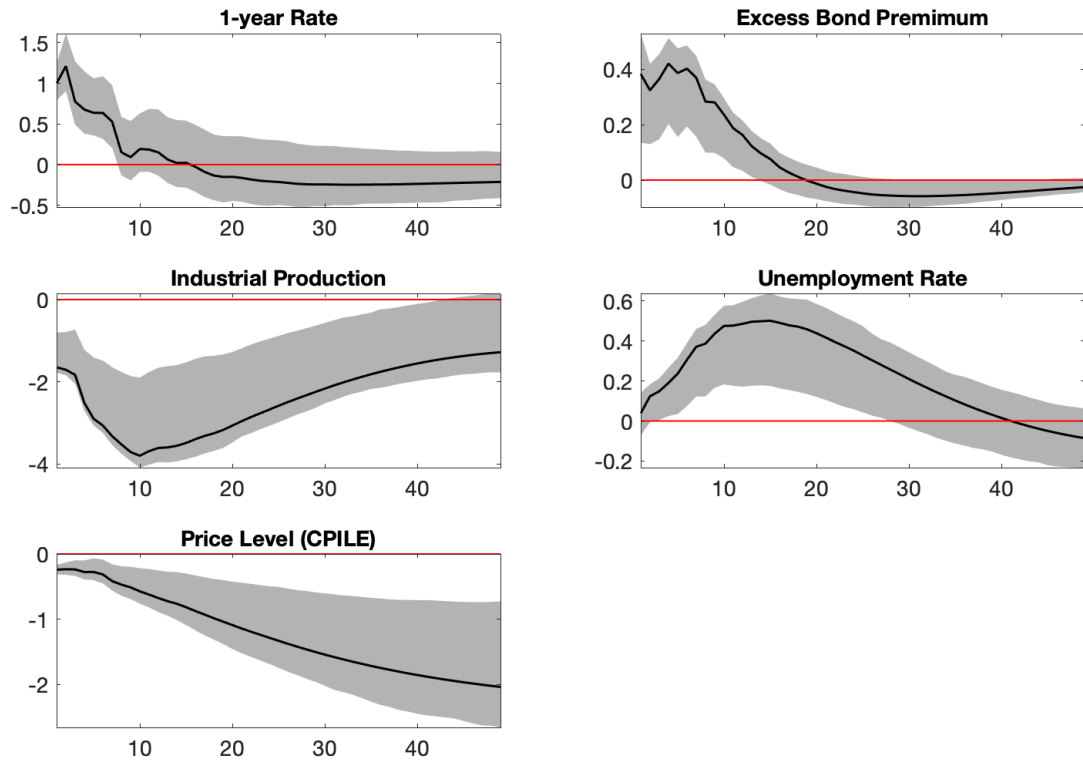 1-year Rate
1.5
1
0.5
0
-0.5
10 20 30 40
Excess Bond Premimum
0.4
0.2
0
10 20 30 40
Industrial Production
0
-2
-4
10 20 30 40
Unemployment Rate
0.6
0.4
0.2
0
-0.2
10 20 30 40
Price Level (CPILE)
0
-1
-2
10 20 30 40